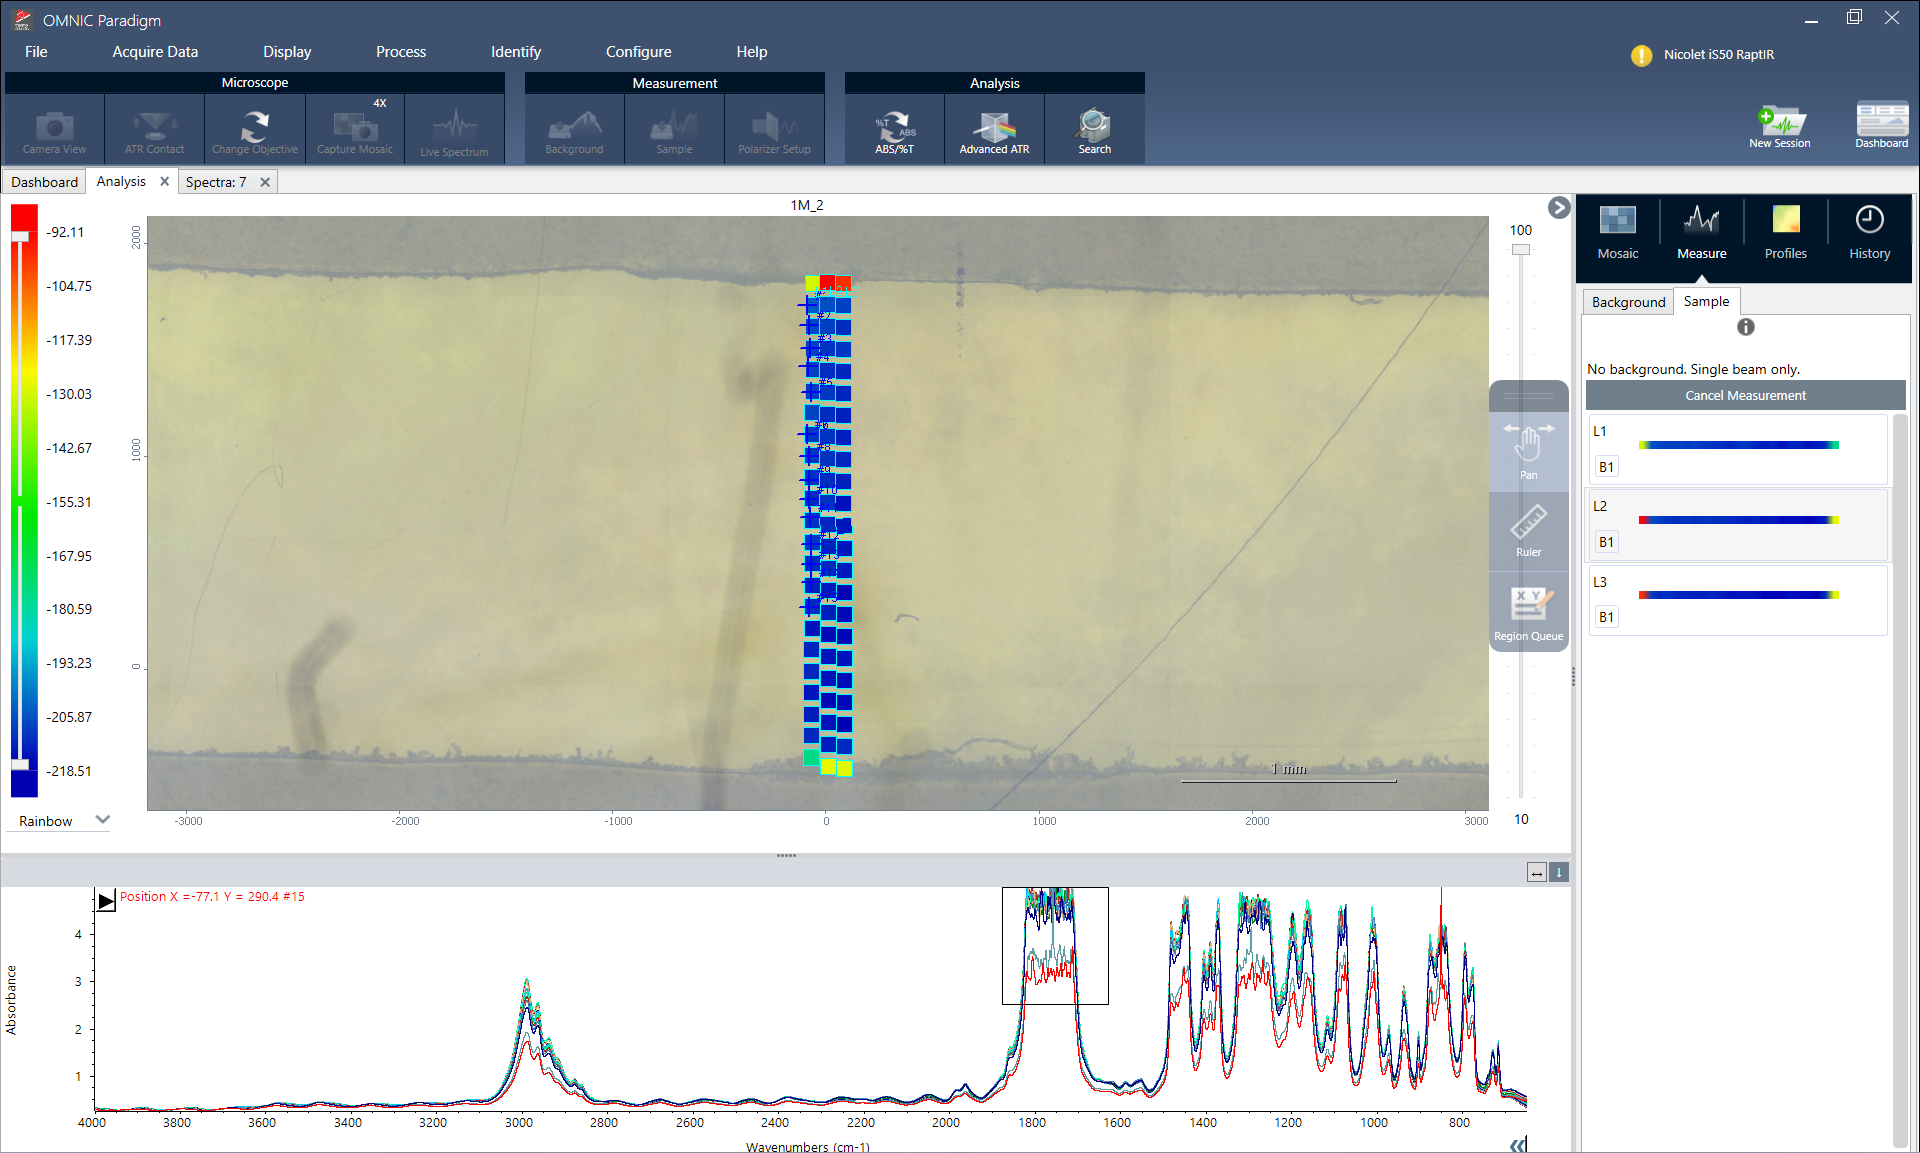 OMNIC Paradigm
File Acquire Data Display Process Identify Configure Help
Nicolet iS50 RaptIR
Microscope Measurement Analysis
4X
Camera View ATR Contact Change Objective Capture Mosaic Live Spectrum Background Sample Polarizer Setup
%T ABS
ABS/%T Advanced ATR Search New Session Dashboard
Dashboard Analysis Spectra: 7
1M_2
-92.11
-104.75
-117.39
-130.03
-142.67
-155.31
-167.95
-180.59
-193.23
-205.87
-218.51
Rainbow
2000
1000
0
-3000 -2000 -1000 0 1000 2000 3000
1 mm
100
10
Pan
Ruler
X Y
Region Queue
Mosaic Measure Profiles History
Background Sample
No background. Single beam only.
Cancel Measurement
L1
B1
L2
B1
L3
B1
Position X =-77.1 Y = 290.4 #15
Absorbance
4
3
2
1
4000 3800 3600 3400 3200 3000 2800 2600 2400 2200 2000 1800 1600 1400 1200 1000 800
Wavenumbers (cm-1)